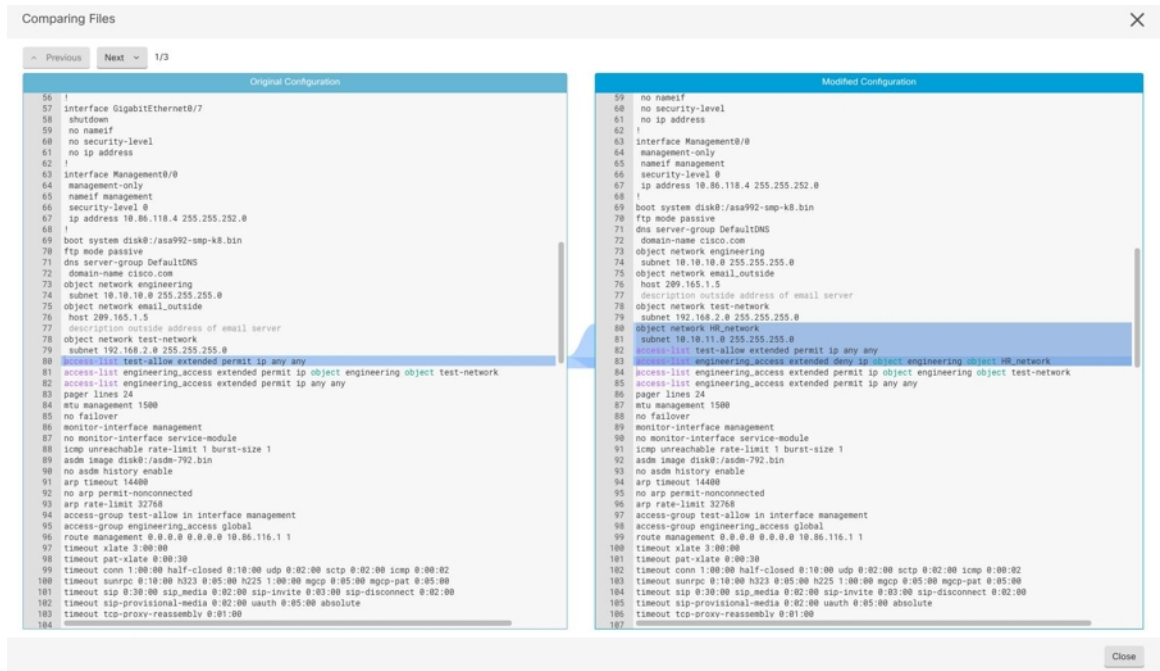 Comparing Files
Previous Next 1/3
Original Configuration
56 !
57 interface GigabitEthernet0/7
58 shutdown
59 no nameif
60 no security-level
61 no ip address
62 !
63 interface Management0/0
64 management-only
65 nameif management
66 security-level 0
67 ip address 10.86.118.4 255.255.252.0
68 !
69 boot system disk0:/asa992-smp-k8.bin
70 ftp mode passive
71 dns server-group DefaultDNS
72 domain-name cisco.com
73 object network engineering
74 subnet 10.10.10.0 255.255.255.0
75 object network email_outside
76 host 209.165.1.5
77 description outside address of email server
78 object network test-network
79 subnet 192.168.2.0 255.255.255.0
80 access-list test-allow extended permit ip any any
81 access-list engineering_access extended permit ip object engineering object test-network
82 access-list engineering_access extended permit ip any any
83 pager lines 24
84 mtu management 1500
85 no failover
86 no monitor-interface management
87 no monitor-interface service-module
88 icmp unreachable rate-limit 1 burst-size 1
89 asdm image disk0:/asdm-792.bin
90 no asdm history enable
91 arp timeout 14400
92 no arp permit-nonconnected
93 arp rate-limit 32768
94 access-group test-allow in interface management
95 access-group engineering_access global
96 route management 0.0.0.0 0.0.0.0 10.86.116.1 1
97 timeout xlate 3:00:00
98 timeout pat-xlate 0:00:30
99 timeout conn 1:00:00 half-closed 0:10:00 udp 0:02:00 sctp 0:02:00 icmp 0:00:02
100 timeout sunrpc 0:10:00 h323 0:05:00 h225 1:00:00 mgcp 0:05:00 mgcp-pat 0:05:00
101 timeout sip 0:30:00 sip_media 0:02:00 sip-invite 0:03:00 sip-disconnect 0:02:00
102 timeout sip-provisional-media 0:02:00 uauth 0:05:00 absolute
103 timeout tcp-proxy-reassembly 0:01:00
104
Modified Configuration
59 no nameif
60 no security-level
61 no ip address
62 !
63 interface Management0/0
64 management-only
65 nameif management
66 security-level 0
67 ip address 10.86.118.4 255.255.252.0
68 !
69 boot system disk0:/asa992-smp-k8.bin
70 ftp mode passive
71 dns server-group DefaultDNS
72 domain-name cisco.com
73 object network engineering
74 subnet 10.10.10.0 255.255.255.0
75 object network email_outside
76 host 209.165.1.5
77 description outside address of email server
78 object network test-network
79 subnet 192.168.2.0 255.255.255.0
80 object network HR_network
81 subnet 10.10.11.0 255.255.255.0
82 access-list test-allow extended permit ip any any
83 access-list engineering_access extended deny ip object engineering object HR_network
84 access-list engineering_access extended permit ip object engineering object test-network
85 access-list engineering_access extended permit ip any any
86 pager lines 24
87 mtu management 1500
88 no failover
89 monitor-interface management
90 no monitor-interface service-module
91 icmp unreachable rate-limit 1 burst-size 1
92 asdm image disk0:/asdm-792.bin
93 no asdm history enable
94 arp timeout 14400
95 no arp permit-nonconnected
96 arp rate-limit 32768
97 access-group test-allow in interface management
98 access-group engineering_access global
99 route management 0.0.0.0 0.0.0.0 10.86.116.1 1
100 timeout xlate 3:00:00
101 timeout pat-xlate 0:00:30
102 timeout conn 1:00:00 half-closed 0:10:00 udp 0:02:00 sctp 0:02:00 icmp 0:00:02
103 timeout sunrpc 0:10:00 h323 0:05:00 h225 1:00:00 mgcp 0:05:00 mgcp-pat 0:05:00
104 timeout sip 0:30:00 sip_media 0:02:00 sip-invite 0:03:00 sip-disconnect 0:02:00
105 timeout sip-provisional-media 0:02:00 uauth 0:05:00 absolute
106 timeout tcp-proxy-reassembly 0:01:00
107
Close